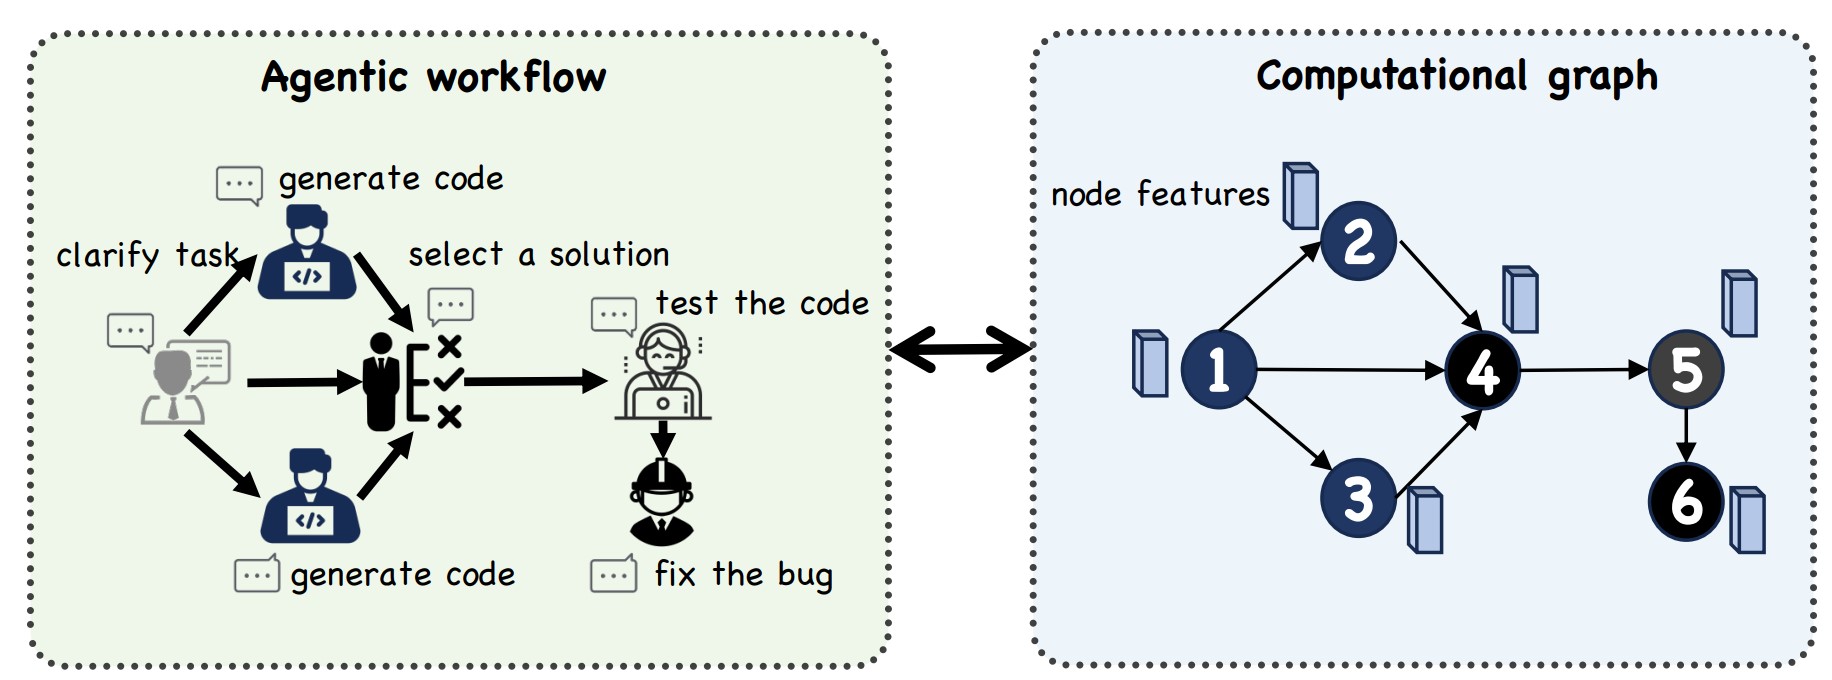 Agentic workflow
generate code
clarify task
select a solution
test the code
</>
</>
generate code
fix the bug
Computational graph
node features
2
1
4
5
3
6